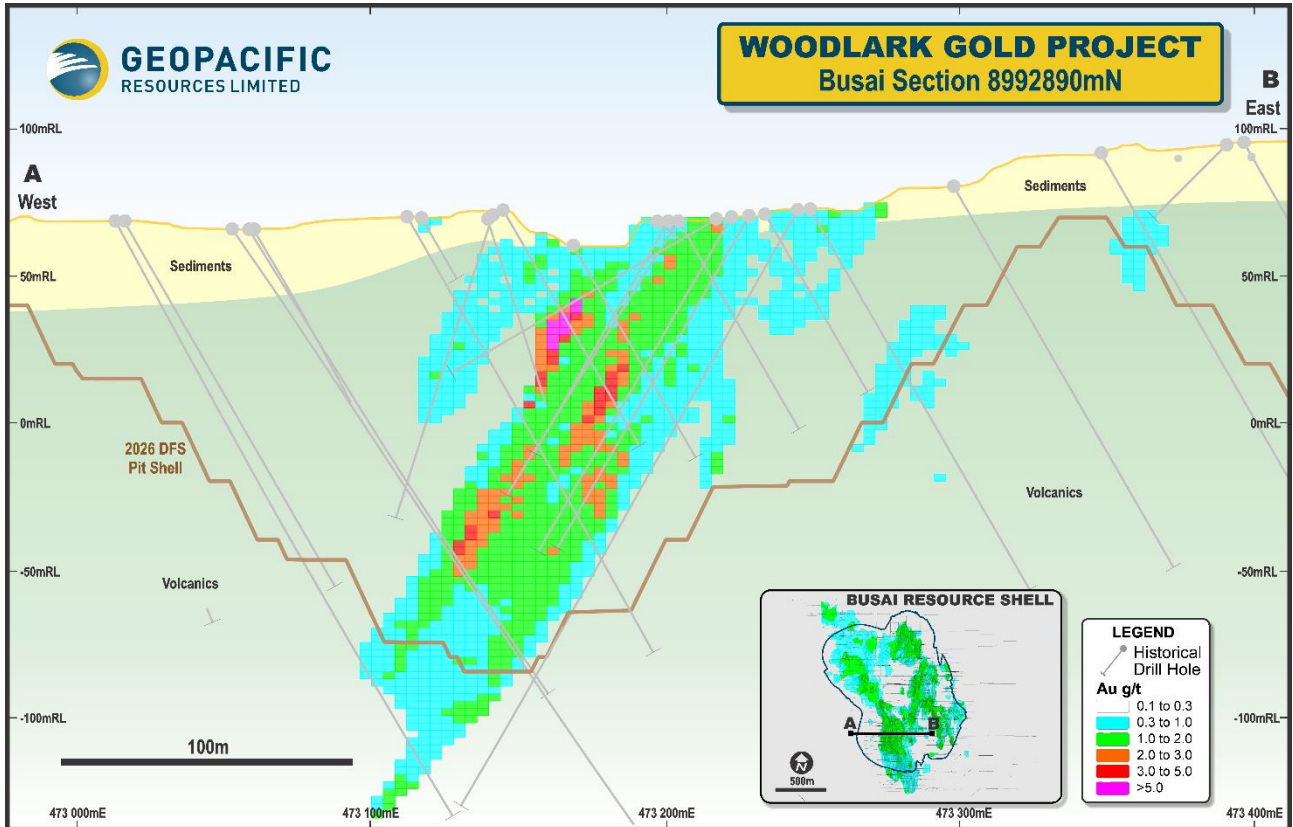 GEOPACIFIC
RESOURCES LIMITED
WOODLARK GOLD PROJECT
Busai Section 8992890mN
A
West
B
East
100mRL
100mRL
Sediments
Sediments
50mRL
50mRL
0mRL
0mRL
2026 DFS
Pit Shell
Volcanics
Volcanics
-50mRL
-50mRL
-100mRL
-100mRL
100m
BUSAI RESOURCE SHELL
A
B
N
500m
LEGEND
Historical
Drill Hole
Au g/t
0.1 to 0.3
0.3 to 1.0
1.0 to 2.0
2.0 to 3.0
3.0 to 5.0
>5.0
473 000mE
473 100mE
473 200mE
473 300mE
473 400mE